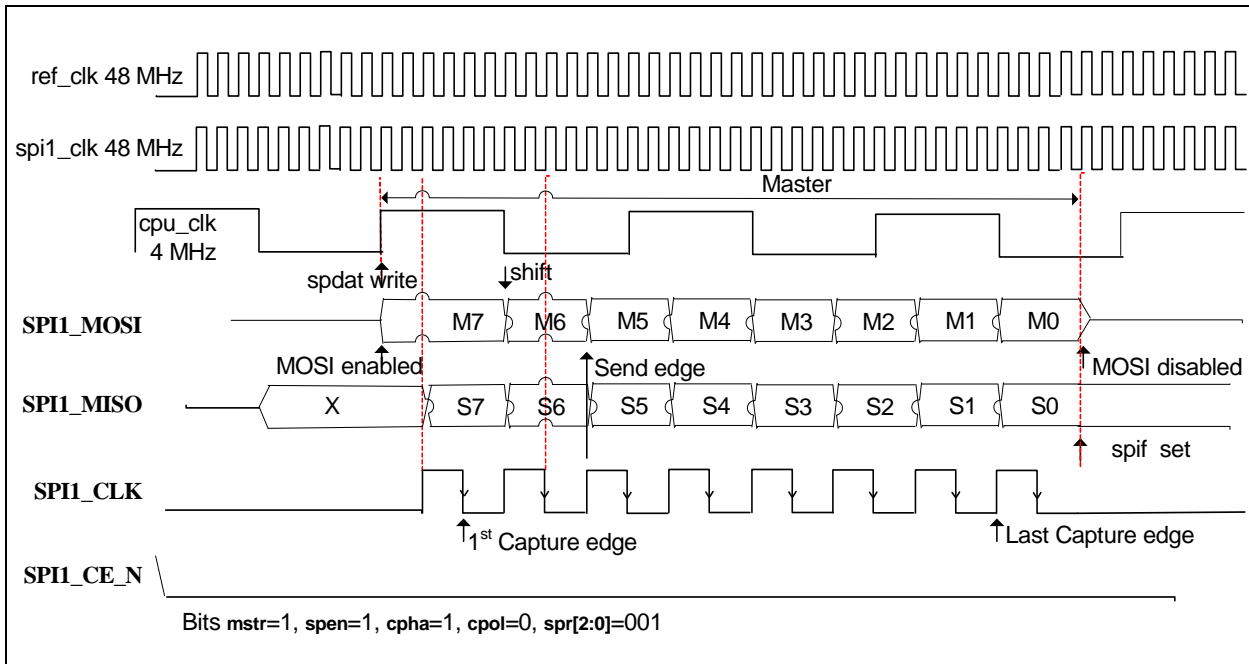 ref_clk 48 MHz
spi1_clk 48 MHz
Master
cpu_clk
4 MHz
spdat write
shift
SPI1_MOSI
M7 M6 M5 M4 M3 M2 M1 M0
MOSI enabled
Send edge
MOSI disabled
SPI1_MISO
X S7 S6 S5 S4 S3 S2 S1 S0
spif set
SPI1_CLK
1st Capture edge
Last Capture edge
SPI1_CE_N
Bits mstr=1, spen=1, cpha=1, cpol=0, spr[2:0]=001